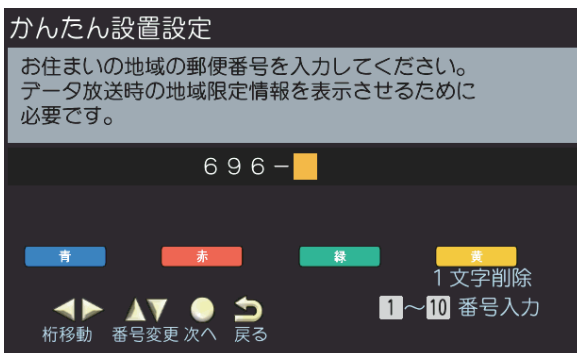 かんたん設置設定
お住まいの地域の郵便番号を入力してください。
データ放送時の地域限定情報を表示させるために
必要です。
696-
青 赤 緑 黄
1文字削除
1～10 番号入力
桁移動 番号変更 次へ 戻る